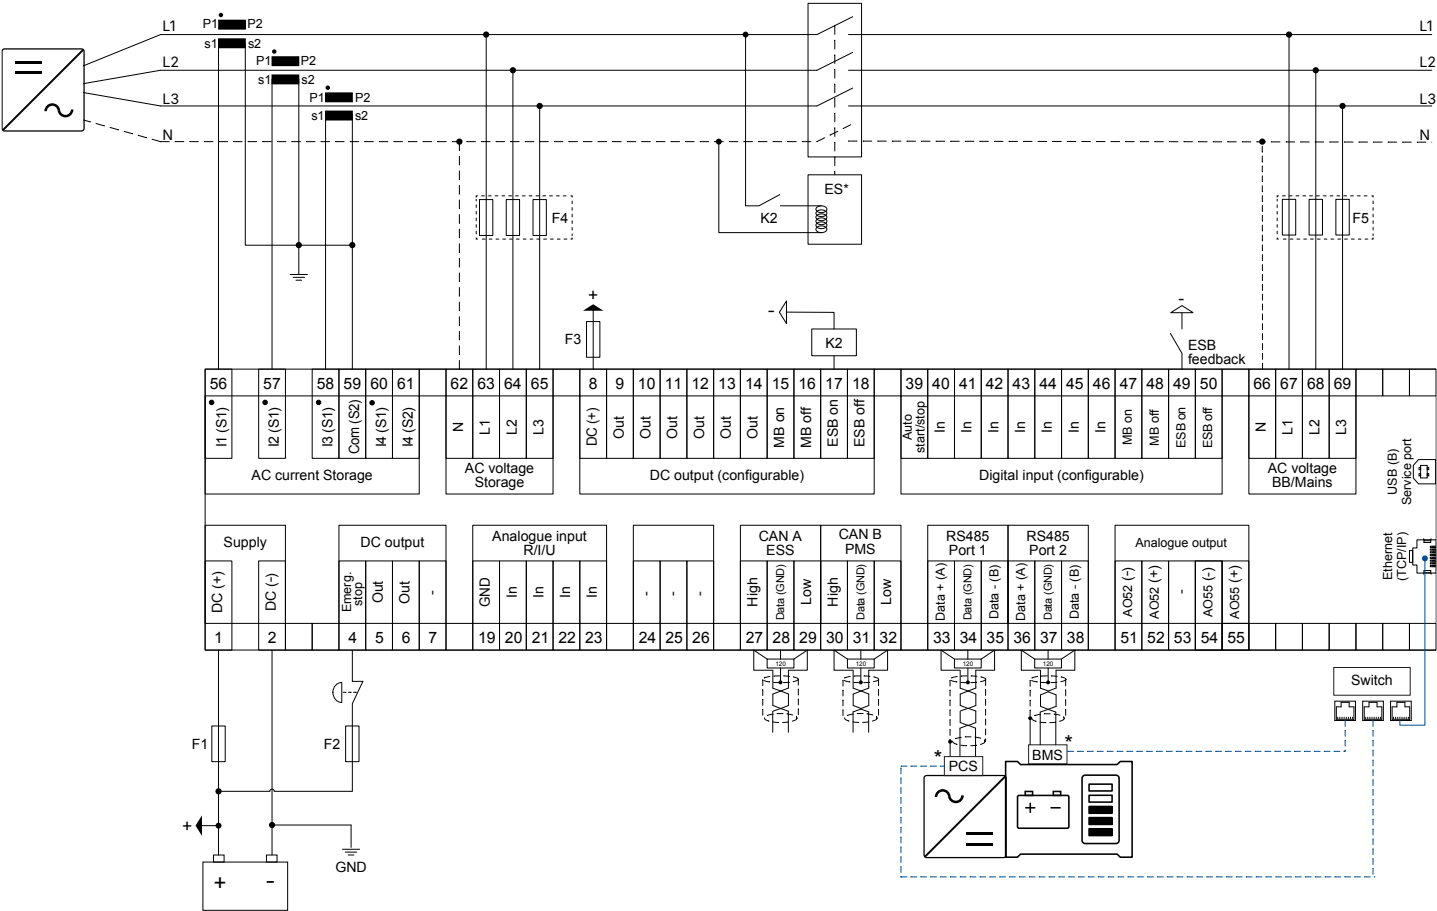 L1 P1 P2 L1
s1 s2
L2 P1 P2 L2
s1 s2
L3 P1 P2 L3
s1 s2
N N
ES*
K2
F4 F5
+
F3
-
K2
-
ESB
feedback
56 57 58 59 60 61 62 63 64 65 8 9 10 11 12 13 14 15 16 17 18 39 40 41 42 43 44 45 46 47 48 49 50 66 67 68 69
I1 (S1)
I2 (S1)
I3 (S1)
Com (S2)
I4 (S1)
I4 (S2)
N
L1
L2
L3
DC (+)
Out
Out
Out
Out
Out
Out
MB on
MB off
ESB on
ESB off
Auto
start/stop
In
In
In
In
In
In
In
MB on
MB off
ESB on
ESB off
N
L1
L2
L3
AC current Storage
AC voltage
Storage
DC output (configurable)
Digital input (configurable)
AC voltage
BB/Mains
USB (B)
Service port
Supply
DC output
Analogue input
R/I/U
CAN A
ESS
CAN B
PMS
RS485
Port 1
RS485
Port 2
Analogue output
Ethernet
(TCP/IP)
DC (+)
DC (-)
Emerg.
stop
Out
Out
-
GND
In
In
In
In
-
-
-
High
Data (GND)
Low
High
Data (GND)
Low
Data + (A)
Data (GND)
Data - (B)
Data + (A)
Data (GND)
Data - (B)
AO52 (-)
AO52 (+)
-
AO55 (-)
AO55 (+)
1 2 4 5 6 7 19 20 21 22 23 24 25 26 27 28 29 30 31 32 33 34 35 36 37 38 51 52 53 54 55
120 120 120 120
Switch
F1 F2
* PCS
BMS *
+ −
+
GND
+ -